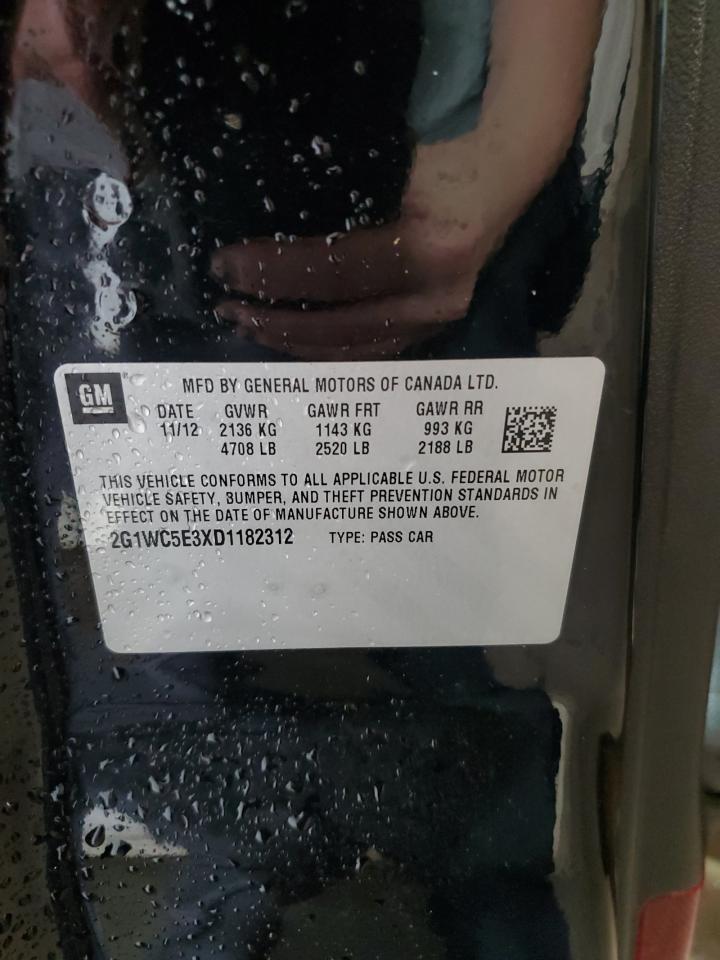 GM
MFD BY GENERAL MOTORS OF CANADA LTD.
DATE GVWR GAWR FRT GAWR RR
11/12 2136 KG 1143 KG 993 KG
4708 LB 2520 LB 2188 LB
THIS VEHICLE CONFORMS TO ALL APPLICABLE U.S. FEDERAL MOTOR
VEHICLE SAFETY, BUMPER, AND THEFT PREVENTION STANDARDS IN
EFFECT ON THE DATE OF MANUFACTURE SHOWN ABOVE.
2G1WC5E3XD1182312 TYPE: PASS CAR